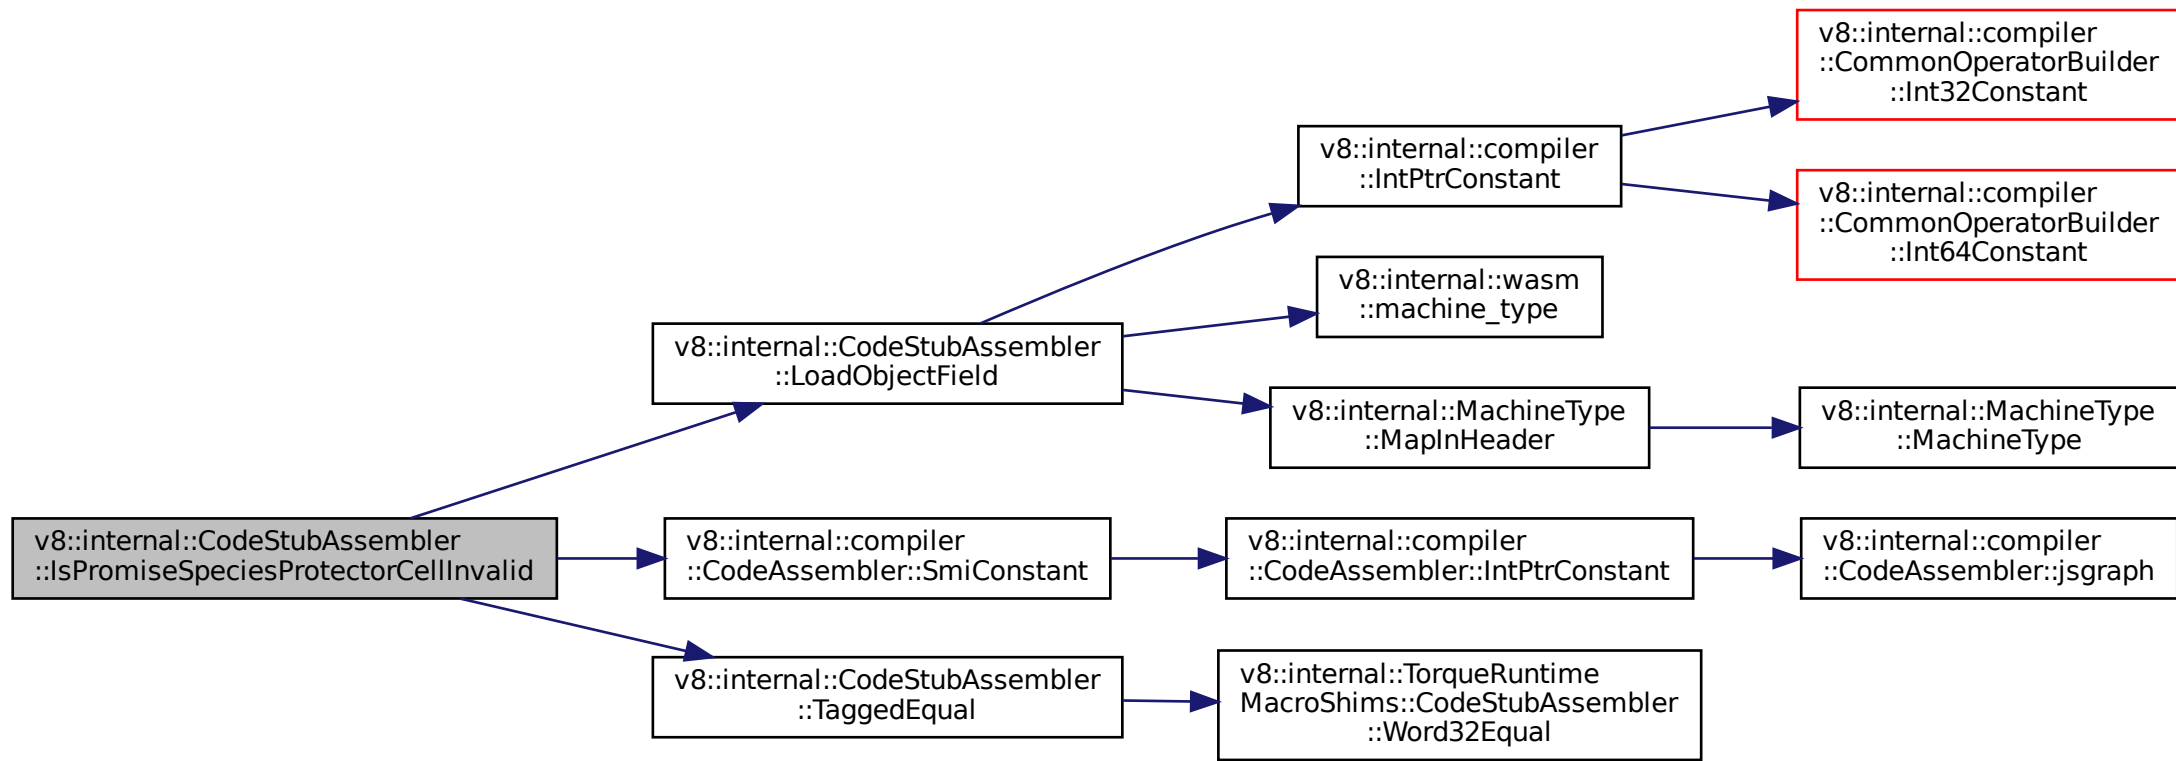 v8::internal::compiler
::CommonOperatorBuilder
::Int32Constant
v8::internal::compiler
::IntPtrConstant
v8::internal::compiler
::CommonOperatorBuilder
::Int64Constant
v8::internal::wasm
::machine_type
v8::internal::CodeStubAssembler
::LoadObjectField
v8::internal::MachineType
::MapInHeader
v8::internal::MachineType
::MachineType
v8::internal::CodeStubAssembler
::IsPromiseSpeciesProtectorCellInvalid
v8::internal::compiler
::CodeAssembler::SmiConstant
v8::internal::compiler
::CodeAssembler::IntPtrConstant
v8::internal::compiler
::CodeAssembler::jsgraph
v8::internal::CodeStubAssembler
::TaggedEqual
v8::internal::TorqueRuntime
MacroShims::CodeStubAssembler
::Word32Equal